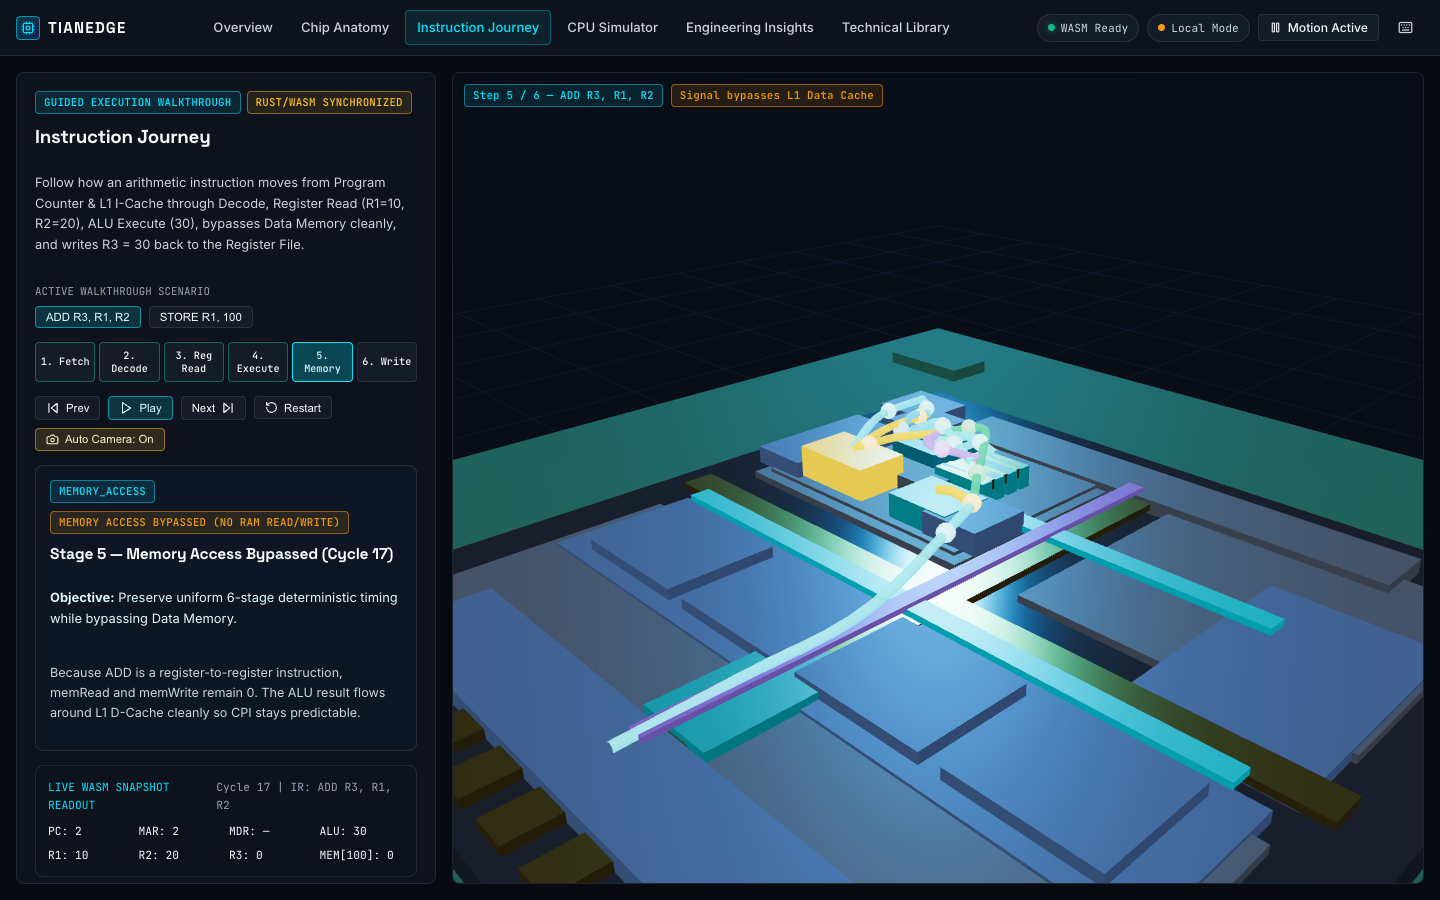 TIANEDGE
Overview
Chip Anatomy
Instruction Journey
CPU Simulator
Engineering Insights
Technical Library
WASM Ready
Local Mode
Motion Active
GUIDED EXECUTION WALKTHROUGH
RUST/WASM SYNCHRONIZED
Instruction Journey
Follow how an arithmetic instruction moves from Program
Counter & L1 I-Cache through Decode, Register Read (R1=10,
R2=20), ALU Execute (30), bypasses Data Memory cleanly,
and writes R3 = 30 back to the Register File.
ACTIVE WALKTHROUGH SCENARIO
ADD R3, R1, R2
STORE R1, 100
1. Fetch
2.
Decode
3. Reg
Read
4.
Execute
5.
Memory
6. Write
Prev
Play
Next
Restart
Auto Camera: On
MEMORY_ACCESS
MEMORY ACCESS BYPASSED (NO RAM READ/WRITE)
Stage 5 — Memory Access Bypassed (Cycle 17)
Objective: Preserve uniform 6-stage deterministic timing
while bypassing Data Memory.
Because ADD is a register-to-register instruction,
memRead and memWrite remain 0. The ALU result flows
around L1 D-Cache cleanly so CPI stays predictable.
LIVE WASM SNAPSHOT
READOUT
Cycle 17 | IR: ADD R3, R1,
R2
PC: 2
MAR: 2
MDR: —
ALU: 30
R1: 10
R2: 20
R3: 0
MEM[100]: 0
Step 5 / 6 — ADD R3, R1, R2
Signal bypasses L1 Data Cache